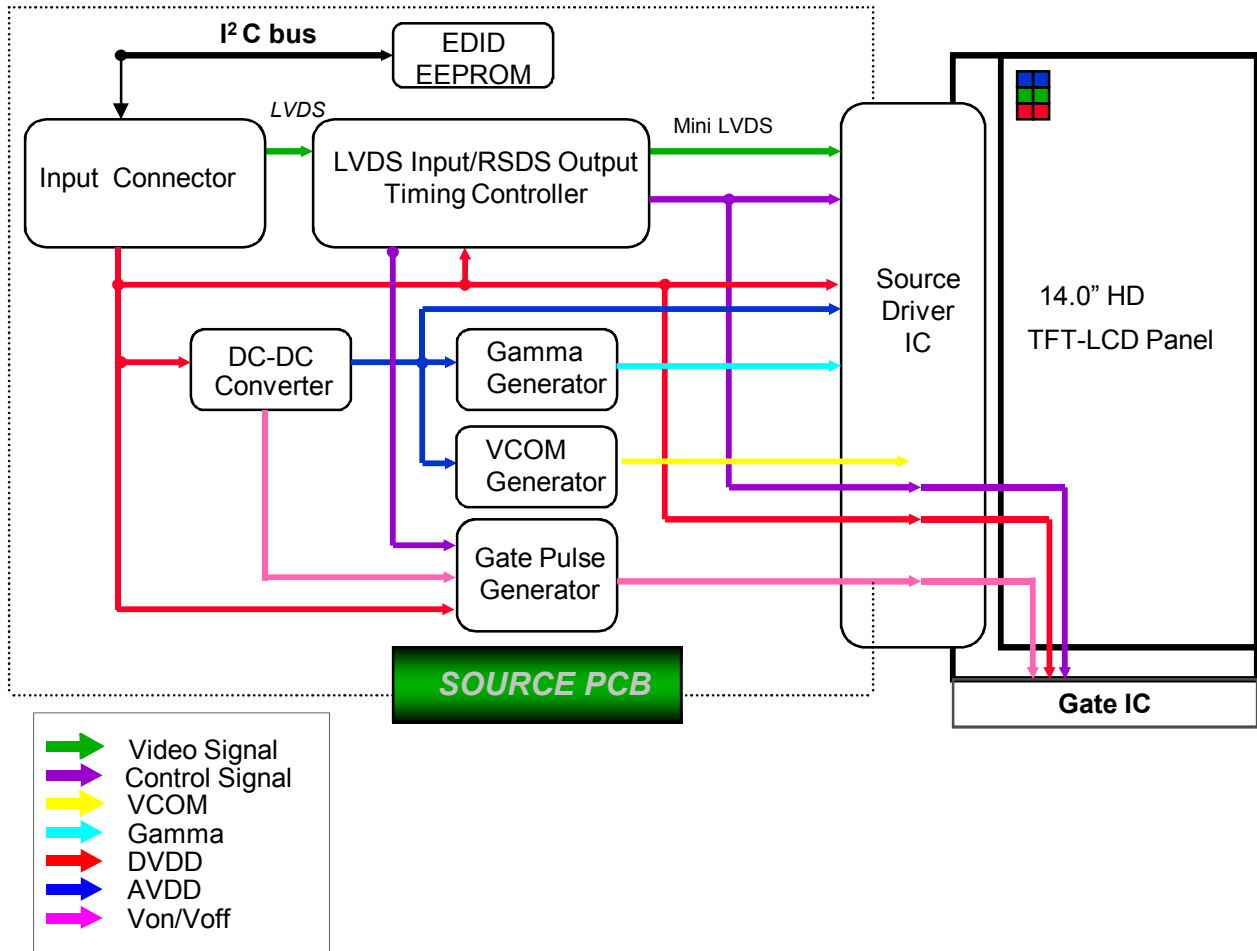 I² C bus
EDID
EEPROM
LVDS
Mini LVDS
Input Connector
LVDS Input/RSDS Output
Timing Controller
Source
Driver
IC
14.0” HD
TFT-LCD Panel
DC-DC
Converter
Gamma
Generator
VCOM
Generator
Gate Pulse
Generator
SOURCE PCB
Gate IC
Video Signal
Control Signal
VCOM
Gamma
DVDD
AVDD
Von/Voff